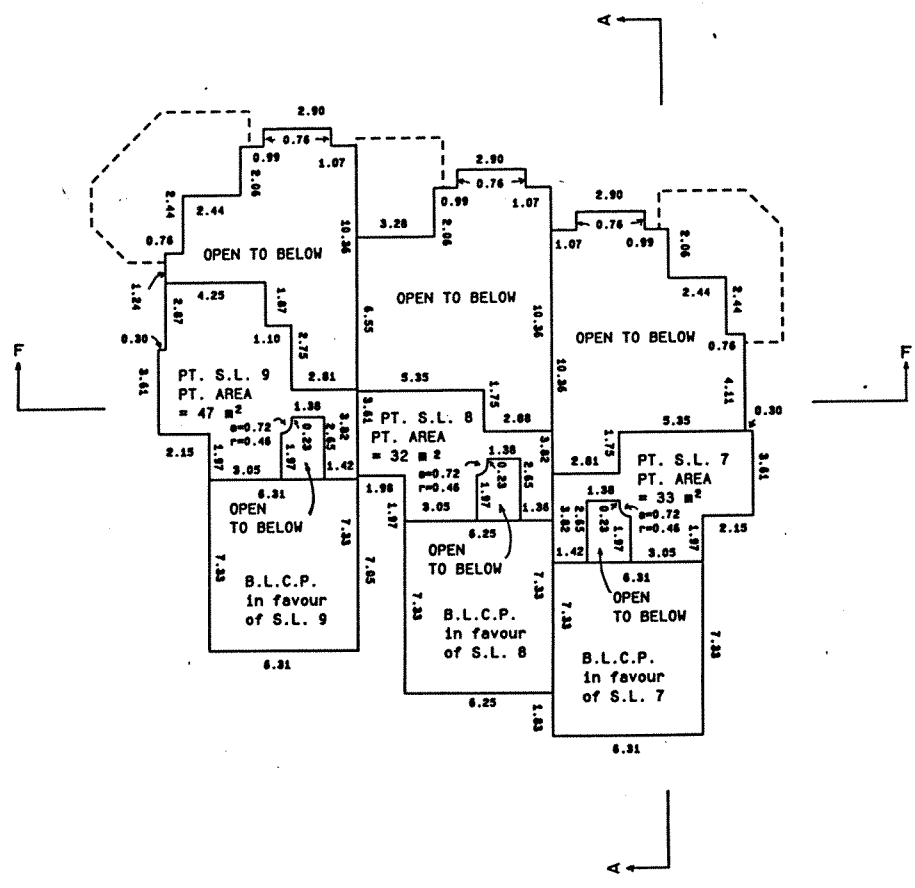 A
2.90
0.76
0.99
1.07
2.06
2.44
2.44
0.76
1.24
OPEN TO BELOW
10.36
4.25
1.87
2.87
1.10
2.75
0.30
3.61
2.81
PT. S.L. 9
PT. AREA
= 47 m²
a=0.72
r=0.46
1.38
0.23
2.65
3.82
1.97
1.42
2.15
1.97
3.05
6.31
OPEN
TO BELOW
7.33
7.33
B.L.C.P.
in favour
of S.L. 9
6.31
2.90
0.76
0.99
1.07
3.28
2.06
6.55
OPEN TO BELOW
10.36
5.35
1.75
2.88
3.61
PT. S.L. 8
PT. AREA
= 32 m²
a=0.72
r=0.46
1.38
0.23
2.65
3.82
1.97
1.36
1.98
1.97
3.05
6.25
7.65
OPEN
TO BELOW
7.33
7.33
B.L.C.P.
in favour
of S.L. 8
6.25
1.83
2.90
0.76
1.07
0.99
2.06
2.44
2.44
0.76
OPEN TO BELOW
10.36
4.11
0.30
5.35
1.75
2.81
3.61
PT. S.L. 7
PT. AREA
= 33 m²
a=0.72
r=0.46
1.38
0.23
2.65
3.82
1.97
1.42
2.15
1.97
3.05
6.31
OPEN
TO BELOW
7.33
7.33
B.L.C.P.
in favour
of S.L. 7
6.31
F
F
A